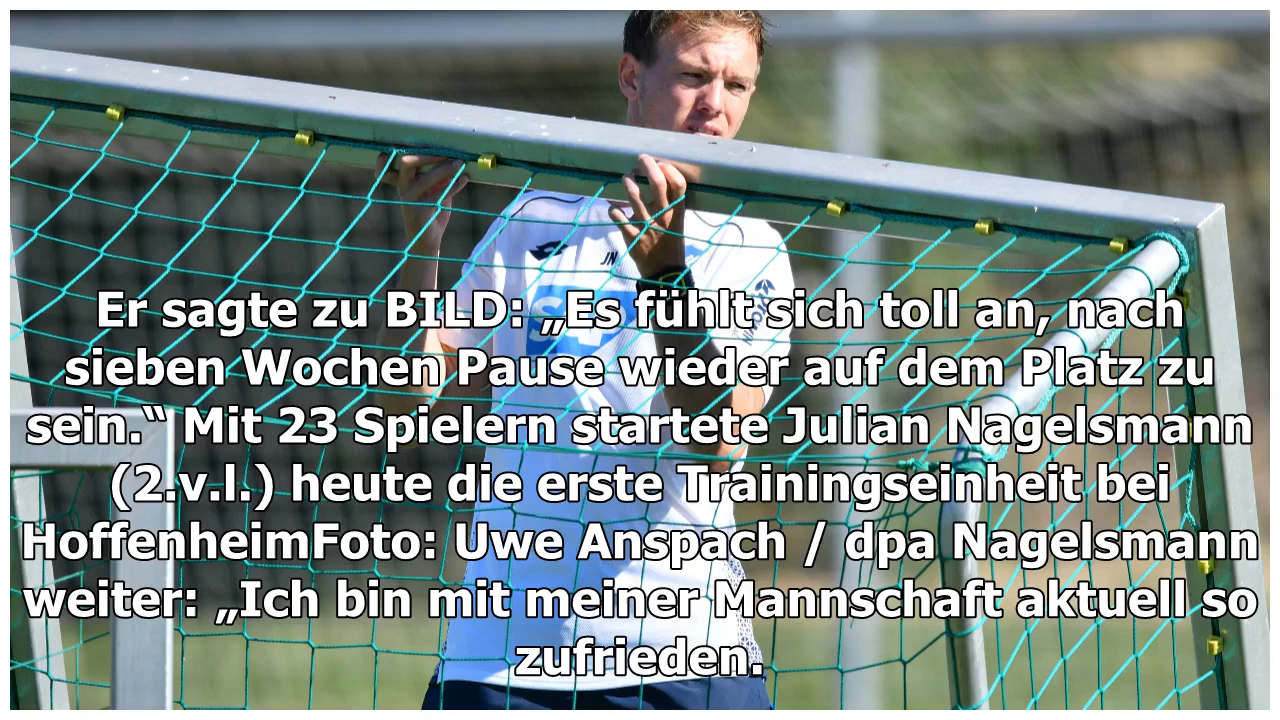 JN
SAP
Er sagte zu BILD: „Es fühlt sich toll an, nach
sieben Wochen Pause wieder auf dem Platz zu
sein.“ Mit 23 Spielern startete Julian Nagelsmann
(2.v.l.) heute die erste Trainingseinheit bei
HoffenheimFoto: Uwe Anspach / dpa Nagelsmann
weiter: „Ich bin mit meiner Mannschaft aktuell so
zufrieden.